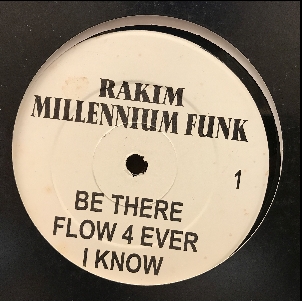 RAKIM
MILLENNIUM FUNK
1
BE THERE
FLOW 4 EVER
I KNOW